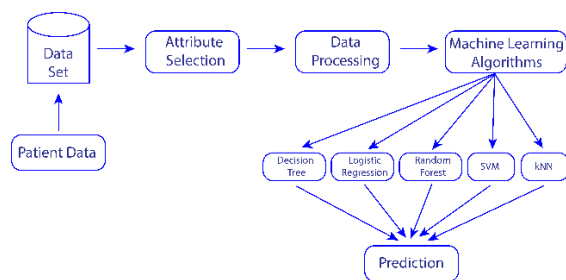 Data
Set
Attribute
Selection
Data
Processing
Machine Learning
Algorithms
Patient Data
Decision
Tree
Logistic
Regression
Random
Forest
SVM
kNN
Prediction